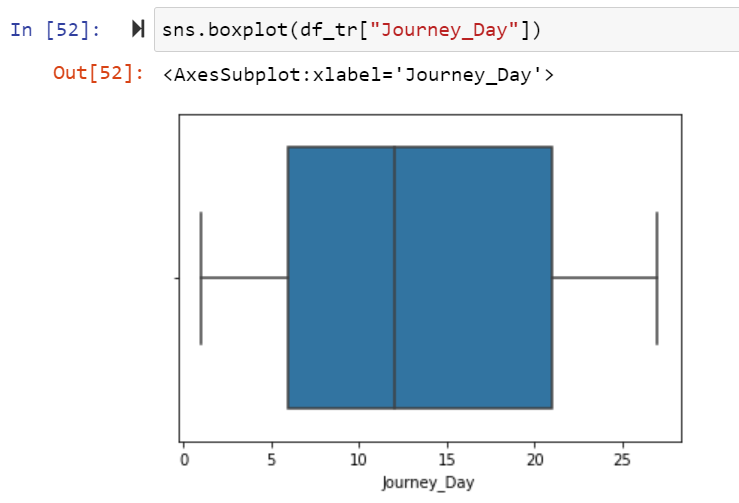 In [52]: sns.boxplot(df_tr["Journey_Day"])
Out[52]: <AxesSubplot:xlabel='Journey_Day'>
0 5 10 15 20 25
Journey_Day